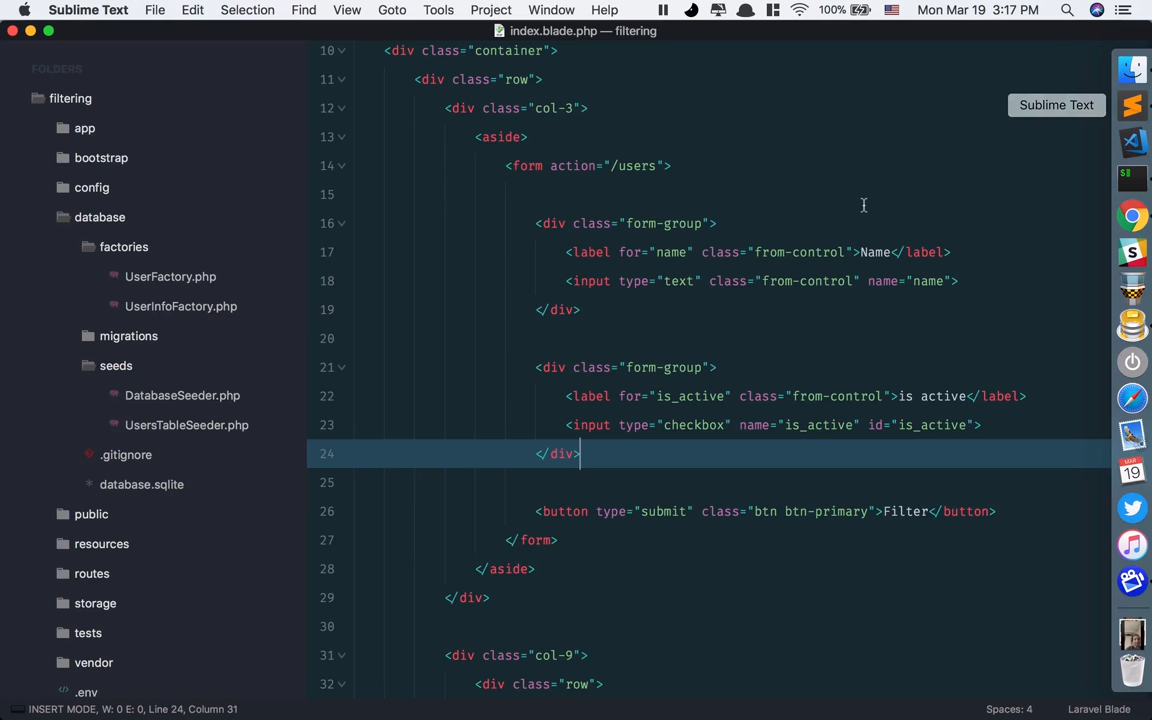 Sublime Text File Edit Selection Find View Goto Tools Project Window Help 100% Mon Mar 19 3:17 PM
index.blade.php — filtering
FOLDERS
filtering
app
bootstrap
config
database
factories
UserFactory.php
UserInfoFactory.php
migrations
seeds
DatabaseSeeder.php
UsersTableSeeder.php
.gitignore
database.sqlite
public
resources
routes
storage
tests
vendor
.env
10 <div class="container">
11 <div class="row">
12 <div class="col-3">
13 <aside>
14 <form action="/users">
15
16 <div class="form-group">
17 <label for="name" class="from-control">Name</label>
18 <input type="text" class="from-control" name="name">
19 </div>
20
21 <div class="form-group">
22 <label for="is_active" class="from-control">is active</label>
23 <input type="checkbox" name="is_active" id="is_active">
24 </div>
25
26 <button type="submit" class="btn btn-primary">Filter</button>
27 </form>
28 </aside>
29 </div>
30
31 <div class="col-9">
32 <div class="row">
Sublime Text
MAR
19
INSERT MODE, W: 0 E: 0, Line 24, Column 31 Spaces: 4 Laravel Blade